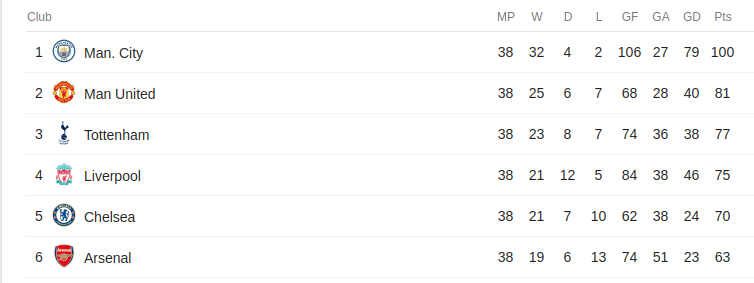 Club MP W D L GF GA GD Pts
1 Man. City 38 32 4 2 106 27 79 100
2 Man United 38 25 6 7 68 28 40 81
3 Tottenham 38 23 8 7 74 36 38 77
4 Liverpool 38 21 12 5 84 38 46 75
5 Chelsea 38 21 7 10 62 38 24 70
6 Arsenal 38 19 6 13 74 51 23 63